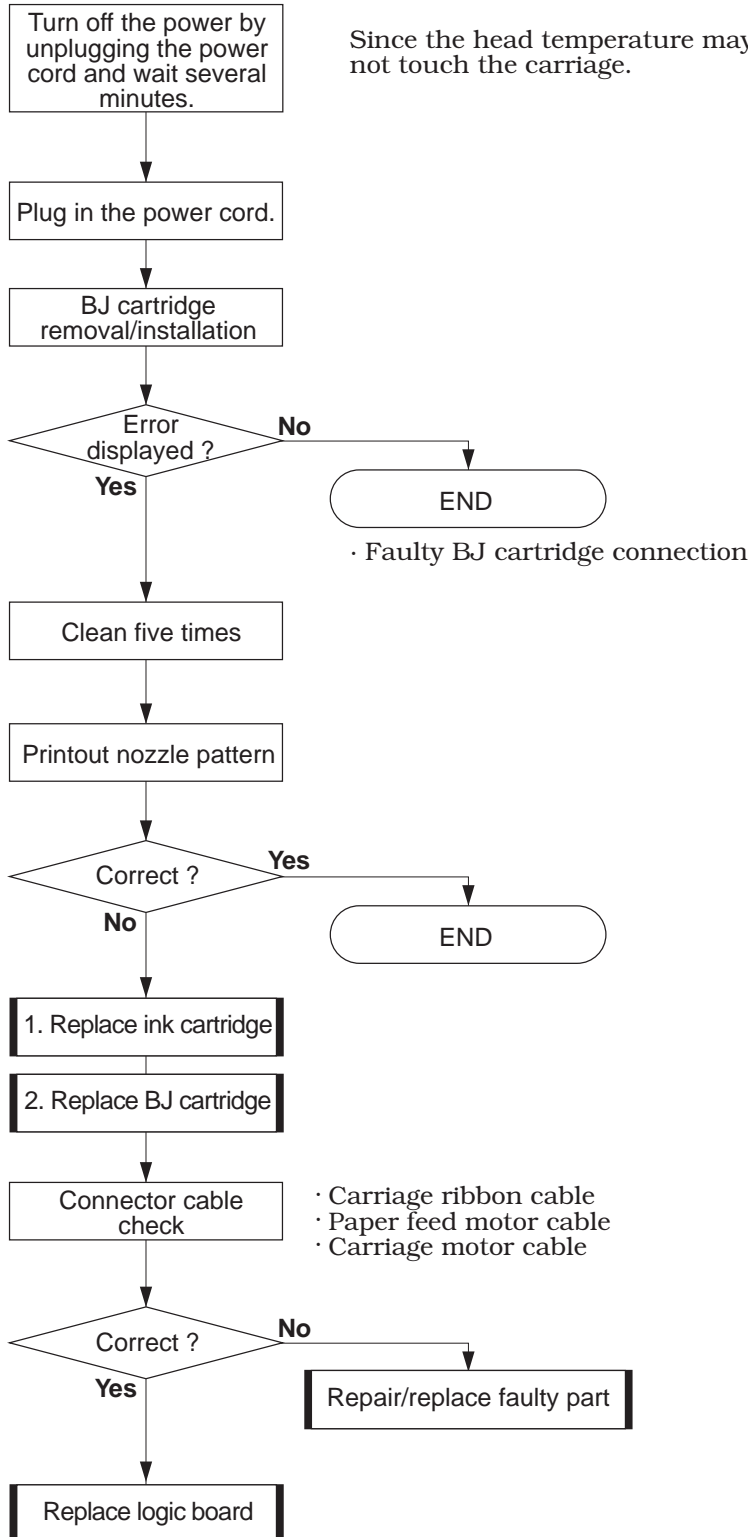 Turn off the power by
unplugging the power
cord and wait several
minutes.
Since the head temperature may
not touch the carriage.
Plug in the power cord.
BJ cartridge
removal/installation
Error
displayed ?
No
Yes
END
· Faulty BJ cartridge connection
Clean five times
Printout nozzle pattern
Correct ?
Yes
No
END
1. Replace ink cartridge
2. Replace BJ cartridge
Connector cable
check
· Carriage ribbon cable
· Paper feed motor cable
· Carriage motor cable
Correct ?
No
Yes
Repair/replace faulty part
Replace logic board